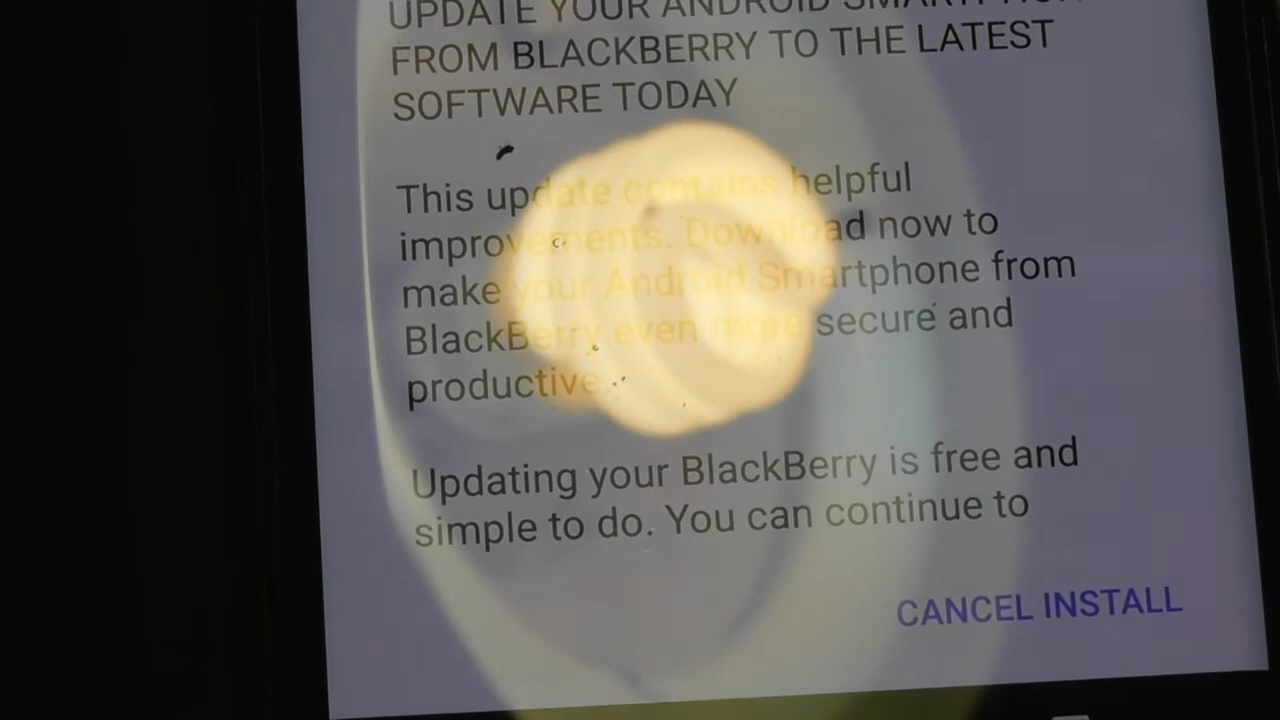 UPDATE YOUR ANDROID
FROM BLACKBERRY TO THE LATEST
SOFTWARE TODAY
This update contains helpful
improvements. Download now to
make your Android Smartphone from
BlackBerry even more secure and
productive.
Updating your BlackBerry is free and
simple to do. You can continue to
CANCEL INSTALL